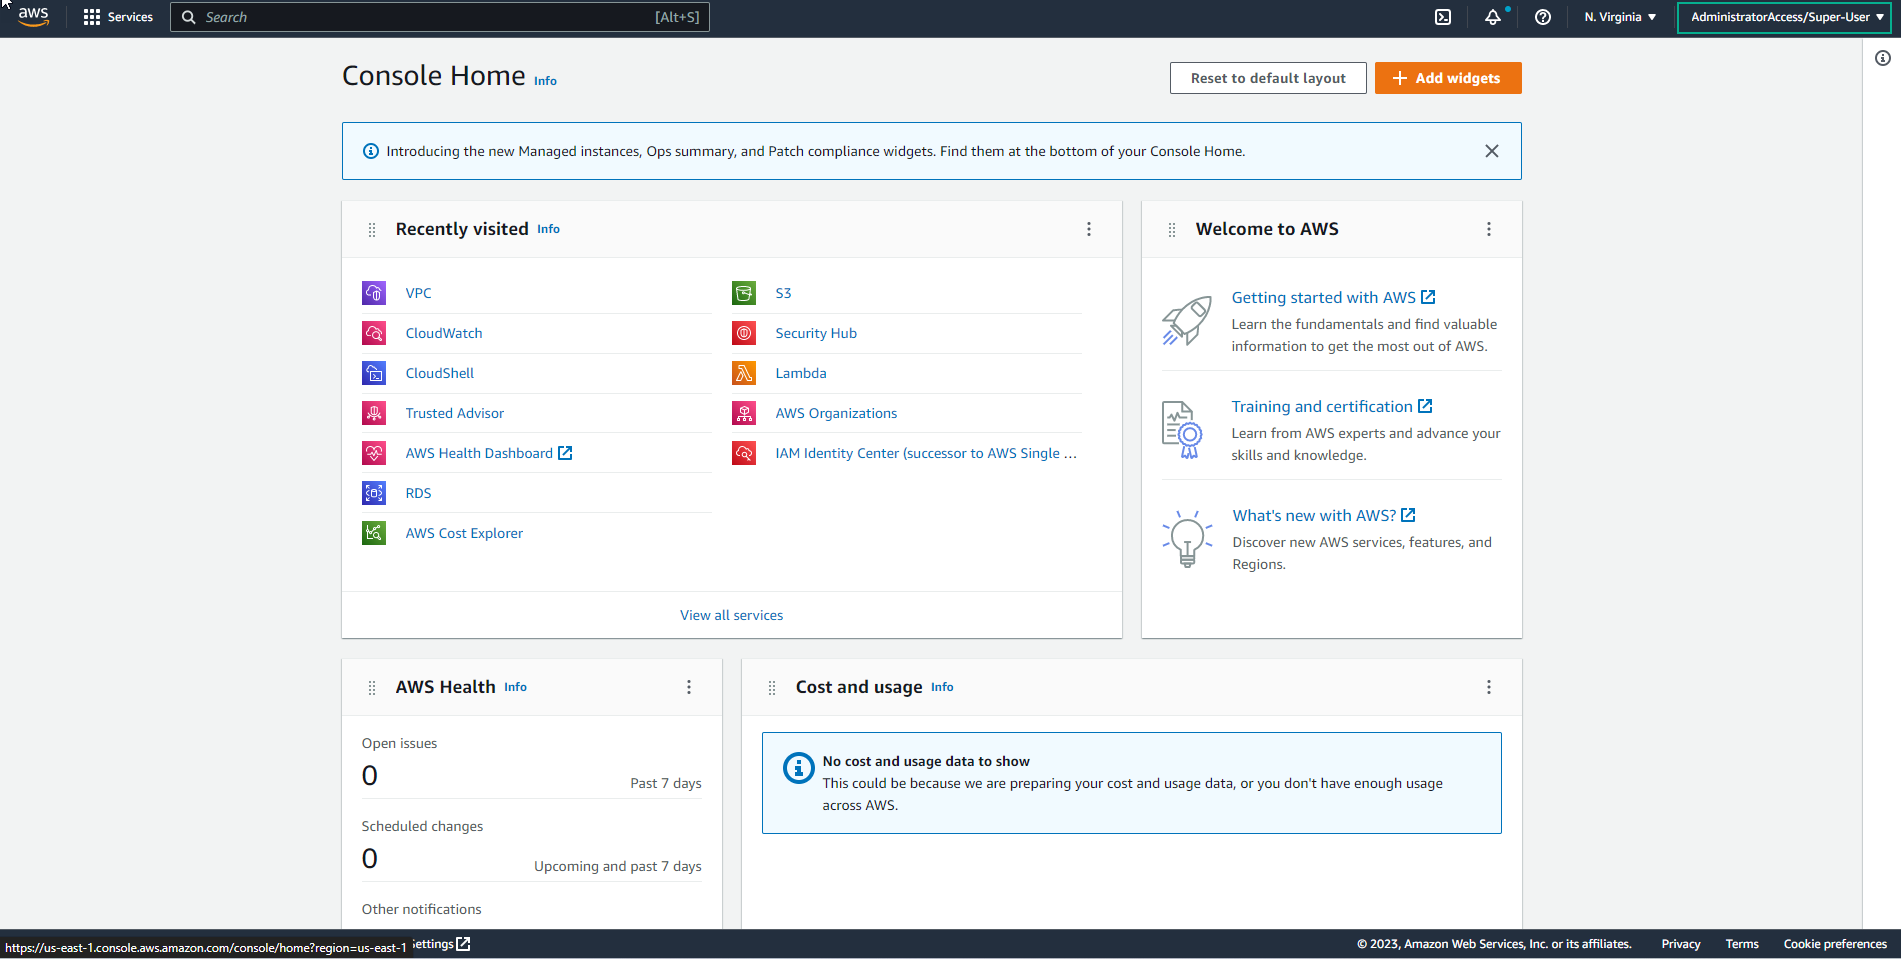 aws
Services
Search
[Alt+S]
N. Virginia
AdministratorAccess/Super-User
Console Home Info
Reset to default layout
Add widgets
Introducing the new Managed instances, Ops summary, and Patch compliance widgets. Find them at the bottom of your Console Home.
Recently visited Info
VPC
CloudWatch
CloudShell
Trusted Advisor
AWS Health Dashboard
RDS
AWS Cost Explorer
S3
Security Hub
Lambda
AWS Organizations
IAM Identity Center (successor to AWS Single ...
View all services
Welcome to AWS
Getting started with AWS
Learn the fundamentals and find valuable
information to get the most out of AWS.
Training and certification
Learn from AWS experts and advance your
skills and knowledge.
What's new with AWS?
Discover new AWS services, features, and
Regions.
AWS Health Info
Open issues
0
Past 7 days
Scheduled changes
0
Upcoming and past 7 days
Other notifications
Cost and usage Info
No cost and usage data to show
This could be because we are preparing your cost and usage data, or you don't have enough usage
across AWS.
https://us-east-1.console.aws.amazon.com/console/home?region=us-east-1
ettings
© 2023, Amazon Web Services, Inc. or its affiliates.
Privacy
Terms
Cookie preferences